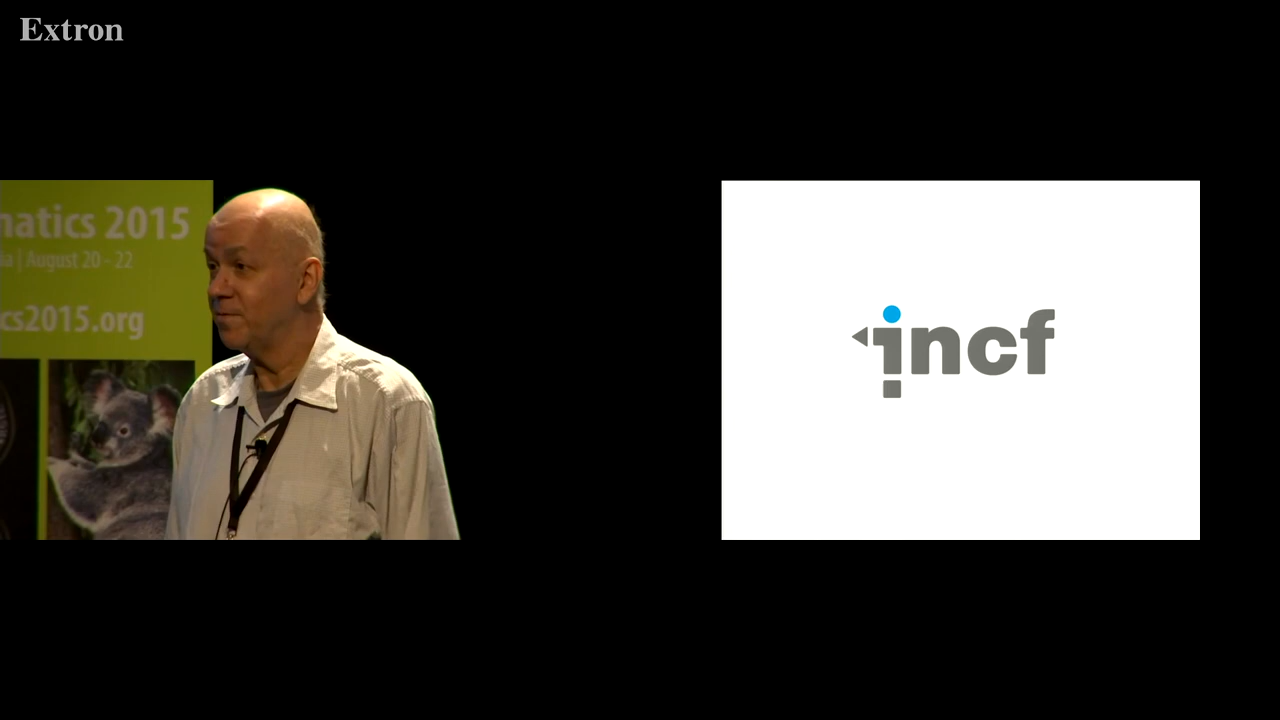 Extron
natics 2015
ia | August 20 - 22
cs2015.org
incf